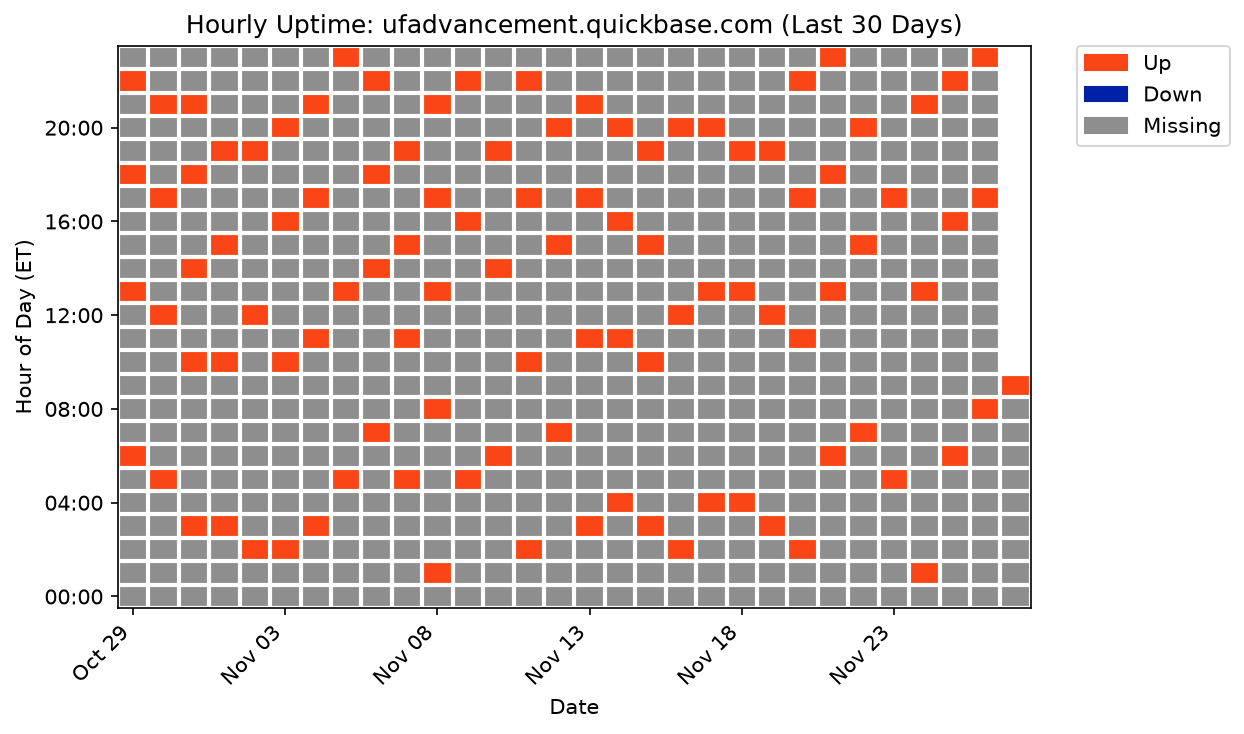 Hourly Uptime: ufadvancement.quickbase.com (Last 30 Days)
Up
Down
Missing
20:00
16:00
12:00
08:00
04:00
00:00
Hour of Day (ET)
Oct 29
Nov 03
Nov 08
Nov 13
Nov 18
Nov 23
Date